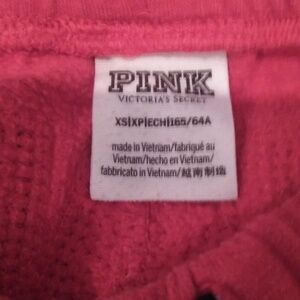 PINK
VICTORIA'S SECRET
XS|XP|ECH|165/64A
made in Vietnam/fabriqué au
Vietnam/hecho en Vietnam/
fabbricato in Vietnam/越南制造